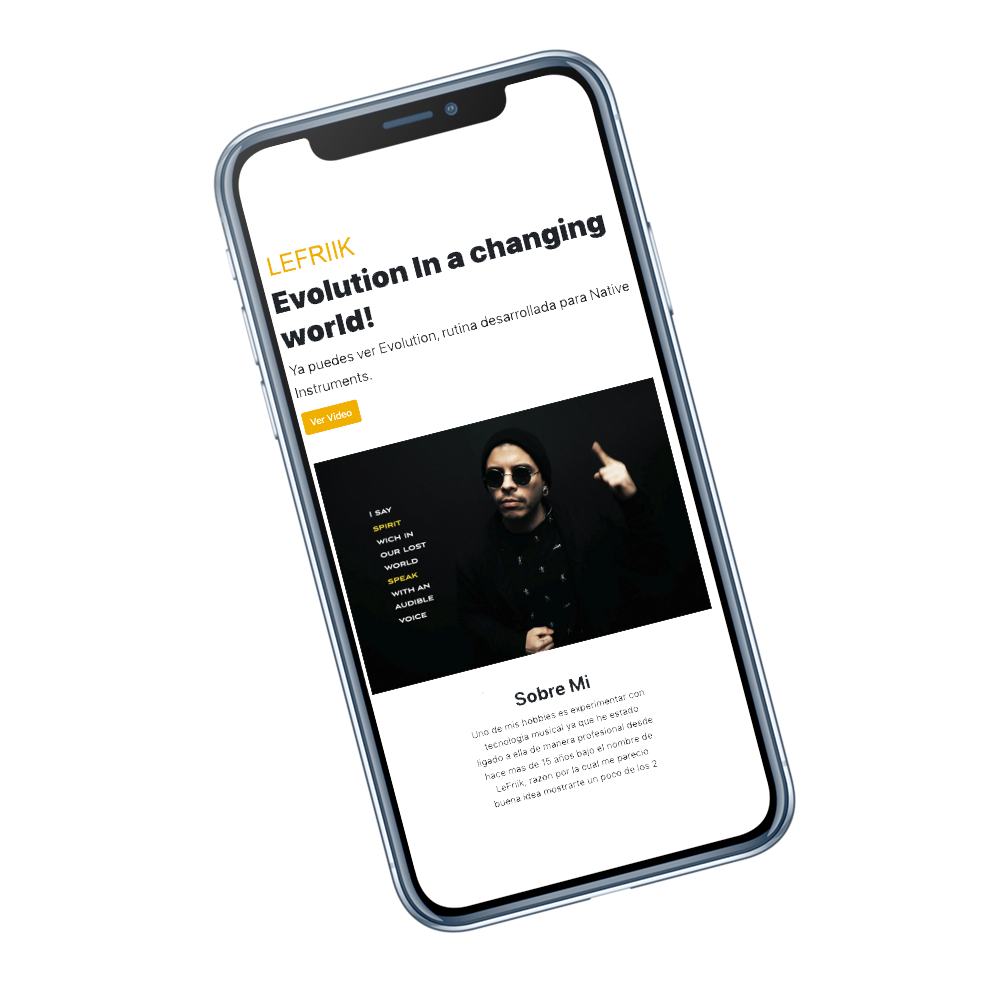 LEFRIIK
Evolution In a changing
world!
Ya puedes ver Evolution, rutina desarrollada para Native
Instruments.
Ver Video
I SAY
SPIRIT
WICH IN
OUR LOST
WORLD
SPEAK
WITH AN
AUDIBLE
VOICE
Sobre Mi
Uno de mis hobbies es experimentar con
tecnologia musical ya que he estado
ligado a ella de manera profesional desde
hace mas de 15 años bajo el nombre de
LeFriik, razon por la cual me parecio
buena idea mostrarte un poco de los 2